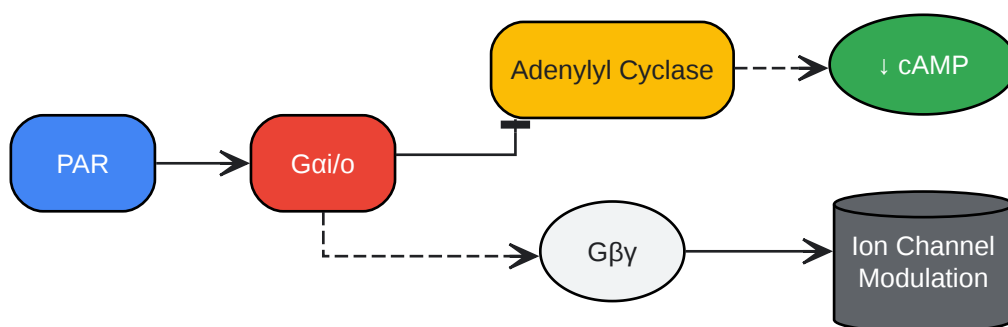 Adenylyl Cyclase
↓ cAMP
PAR
Gαi/o
Gβγ
Ion Channel
Modulation